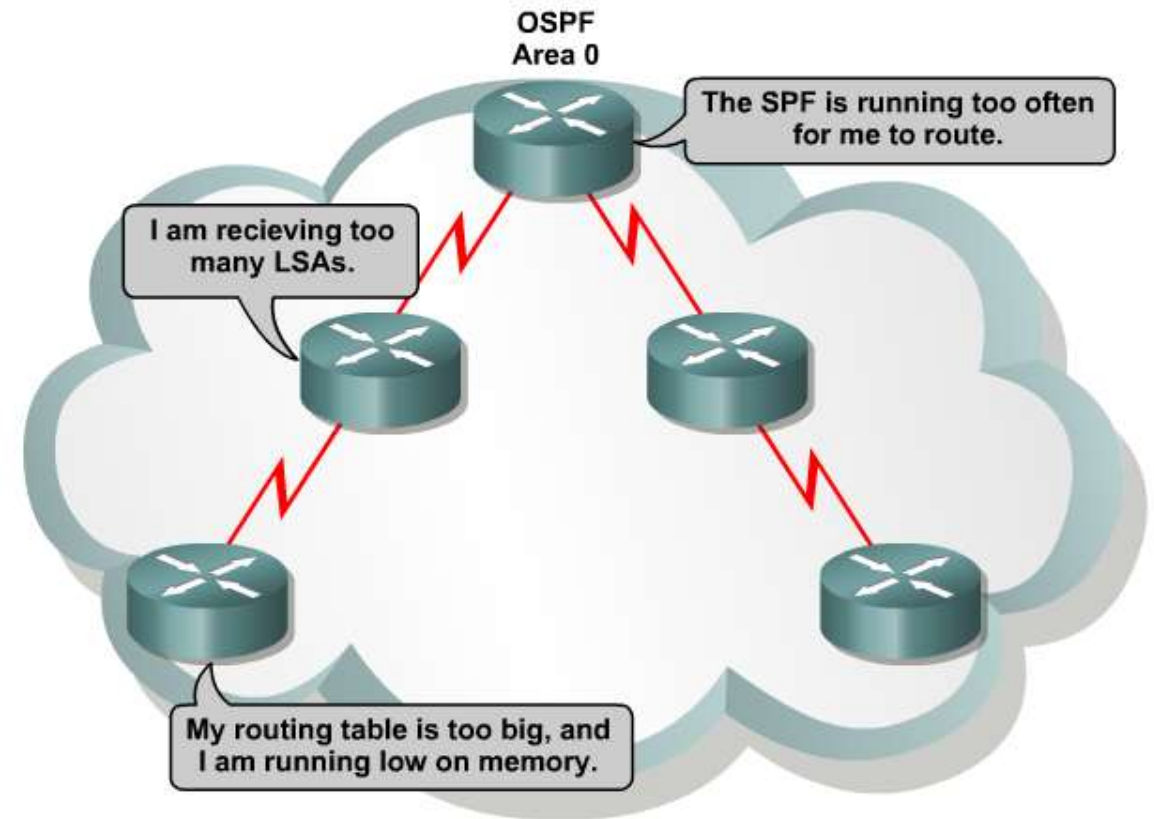 OSPF
Area 0
The SPF is running too often
for me to route.
I am recieving too
many LSAs.
My routing table is too big, and
I am running low on memory.